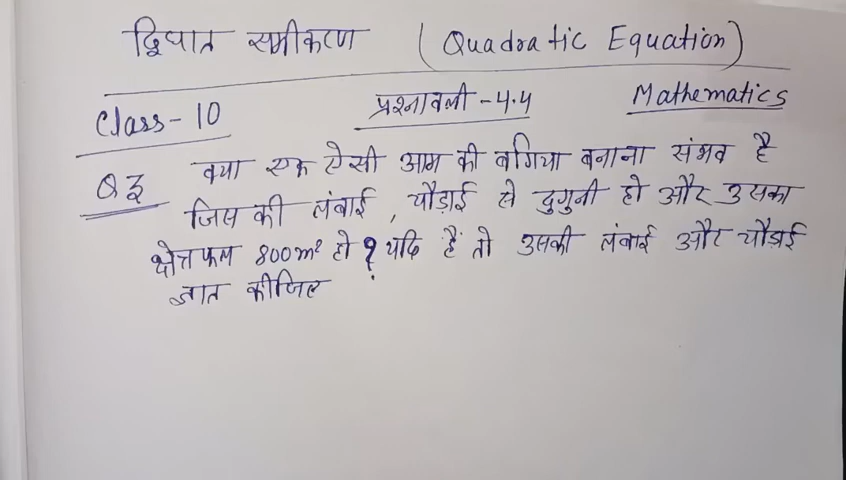 द्विघात समीकरण (Quadratic Equation)
Class-10 प्रश्नावली-4.4 Mathematics
Q3 क्या एक ऐसी आम की बगिया बनाना संभव है
जिस की लंबाई, चौड़ाई से दुगुनी हो और उसका
क्षेत्रफल 800m² हो? यदि हैं तो उसकी लंबाई और चौड़ाई
ज्ञात कीजिए